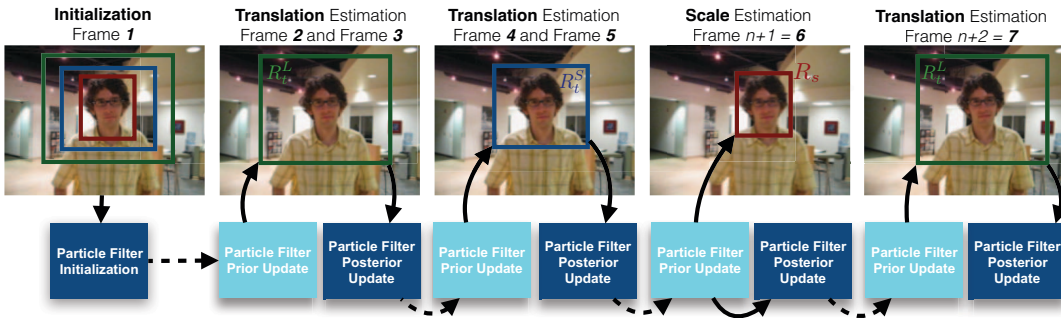 Initialization
Frame 1
Translation Estimation
Frame 2 and Frame 3
Translation Estimation
Frame 4 and Frame 5
Scale Estimation
Frame n+1 = 6
Translation Estimation
Frame n+2 = 7
R_t^L
R_t^S
R_s
R_t^L
Particle Filter
Initialization
Particle Filter
Prior Update
Particle Filter
Posterior
Update
Particle Filter
Prior Update
Particle Filter
Posterior
Update
Particle Filter
Prior Update
Particle Filter
Posterior
Update
Particle Filter
Prior Update
Particle Filter
Posterior
Update